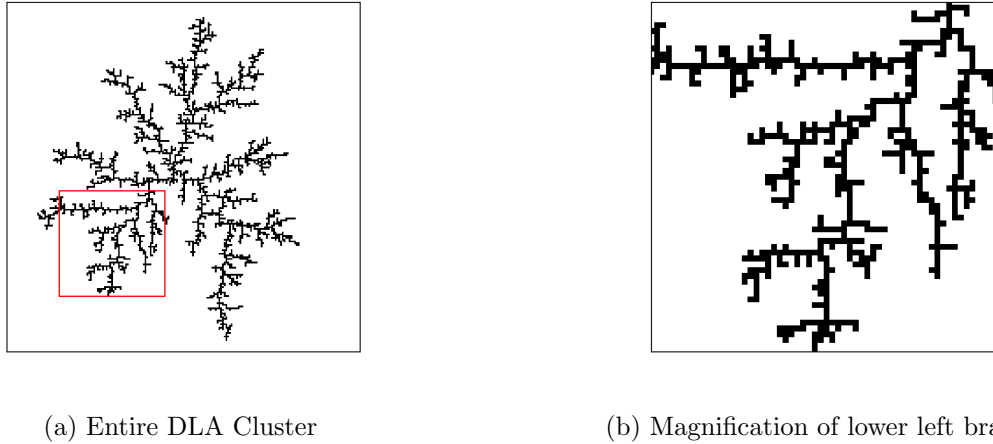 (a) Entire DLA Cluster
(b) Magnification of lower left bra